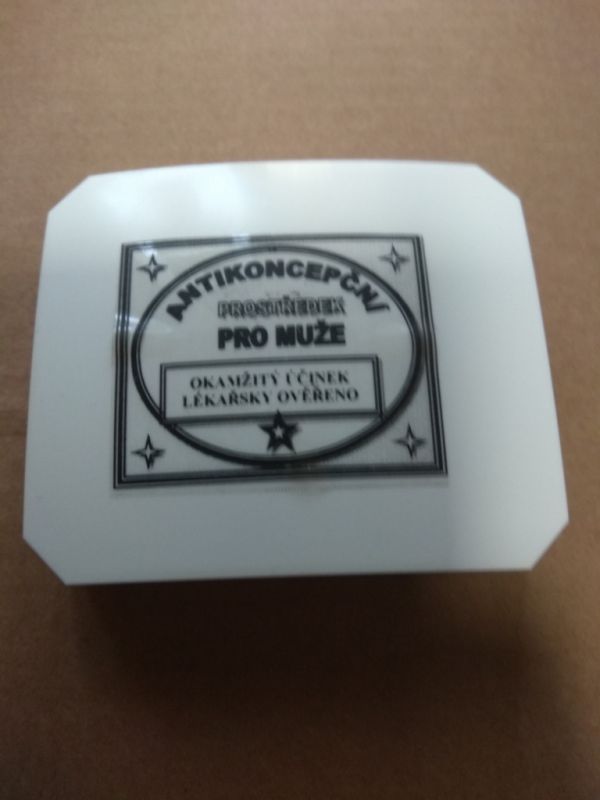 ANTIKONCEPČNÍ
PROSTŘEDEK
PRO MUŽE
OKAMŽITÝ ÚČINEK
LÉKAŘSKY OVĚŘENO